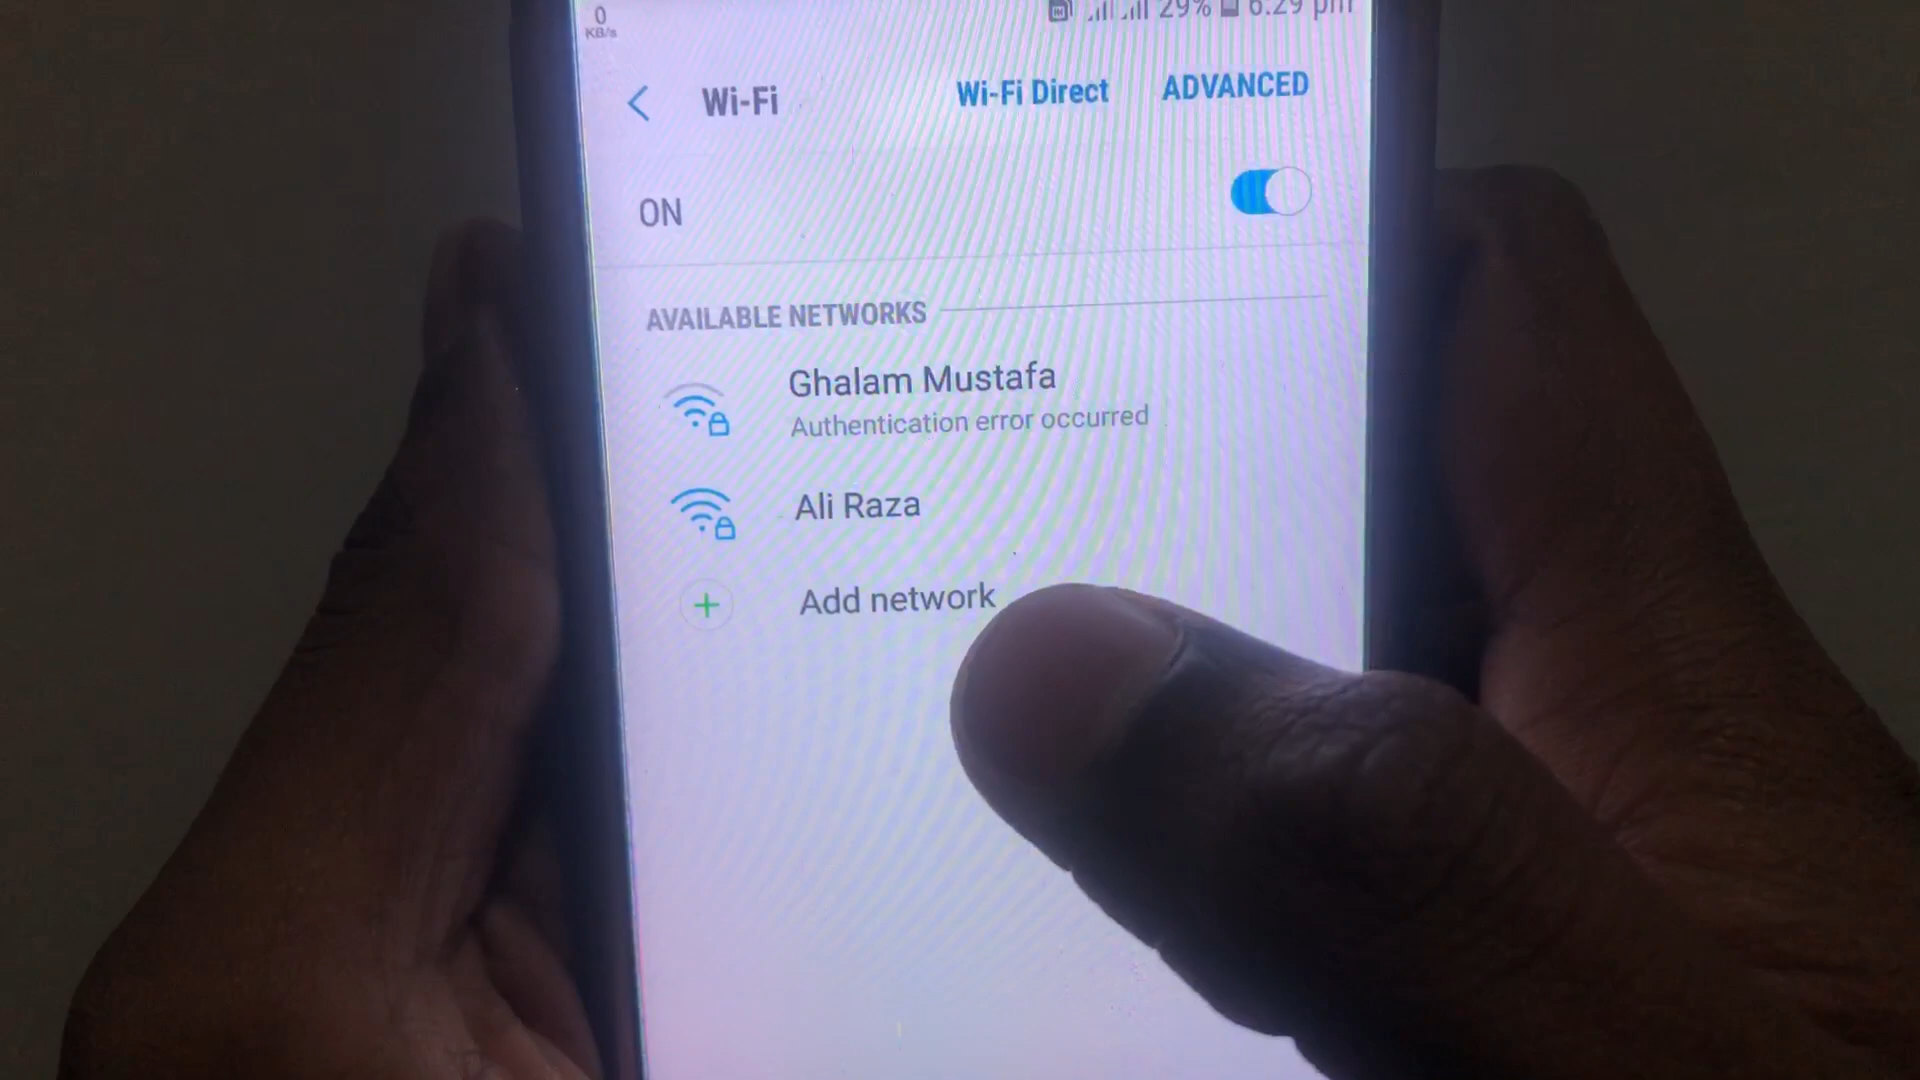 0
KB/s
29% 6:29 pm
Wi-Fi
Wi-Fi Direct
ADVANCED
ON
AVAILABLE NETWORKS
Ghalam Mustafa
Authentication error occurred
Ali Raza
Add network